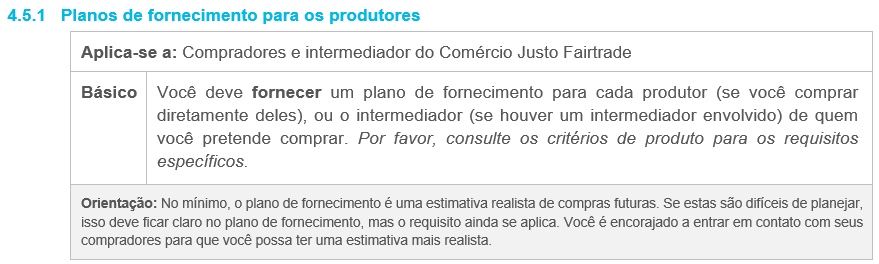 4.5.1 Planos de fornecimento para os produtores
Aplica-se a: Compradores e intermediador do Comércio Justo Fairtrade
Básico Você deve fornecer um plano de fornecimento para cada produtor (se você comprar
diretamente deles), ou o intermediador (se houver um intermediador envolvido) de quem
você pretende comprar. Por favor, consulte os critérios de produto para os requisitos
específicos.
Orientação: No mínimo, o plano de fornecimento é uma estimativa realista de compras futuras. Se estas são difíceis de planejar,
isso deve ficar claro no plano de fornecimento, mas o requisito ainda se aplica. Você é encorajado a entrar em contato com seus
compradores para que você possa ter uma estimativa mais realista.